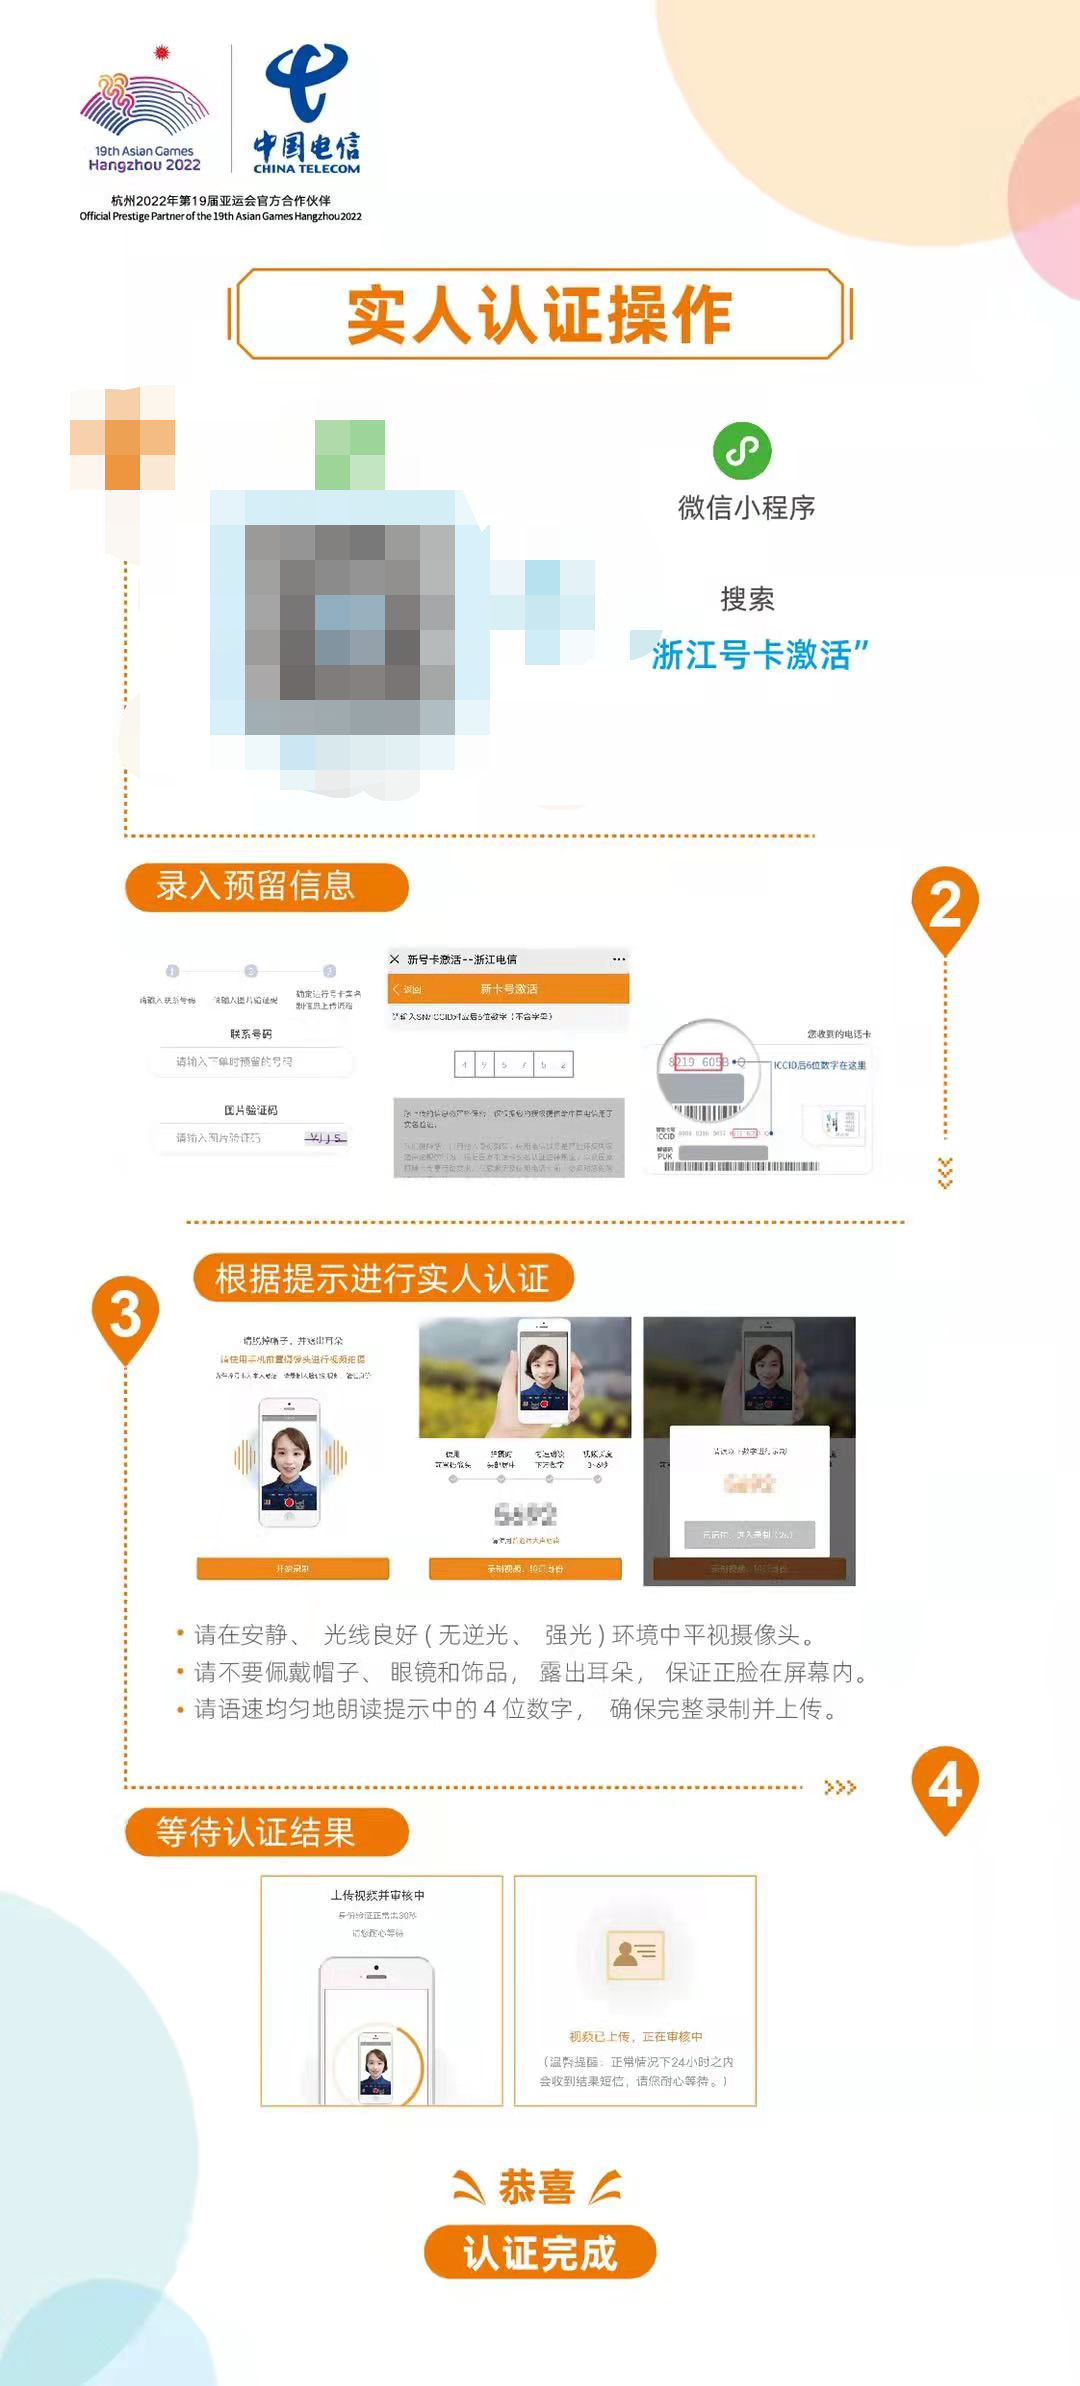 19th Asian Games
Hangzhou 2022
中国电信
CHINA TELECOM
杭州2022年第19届亚运会官方合作伙伴
Official Prestige Partner of the 19th Asian Games Hangzhou2022
实人认证操作
微信小程序
搜索
浙江号卡激活”
录入预留信息
2
联系号码
请输入下单时预留的号码
图片验证码
请输入图片验证码
新号卡激活--浙江电信
返回
新卡号激活
请输入SN/ICCID对应后6位数字（不含字母）
您收到的电话卡
8219 6053 Q
ICCID后6位数字在这里
ICCID
PUK
3
根据提示进行实人认证
请脱掉帽子，并露出耳朵
请使用手机前置摄像头进行视频拍摄
开始录制
录制视频，验证身份
• 请在安静、 光线良好 ( 无逆光、 强光 ) 环境中平视摄像头。
• 请不要佩戴帽子、 眼镜和饰品， 露出耳朵， 保证正脸在屏幕内。
• 请语速均匀地朗读提示中的 4 位数字， 确保完整录制并上传。
4
等待认证结果
上传视频并审核中
请您耐心等待
视频已上传，正在审核中
（温馨提醒：正常情况下24小时之内
会收到结果短信，请您耐心等待。）
恭喜
认证完成